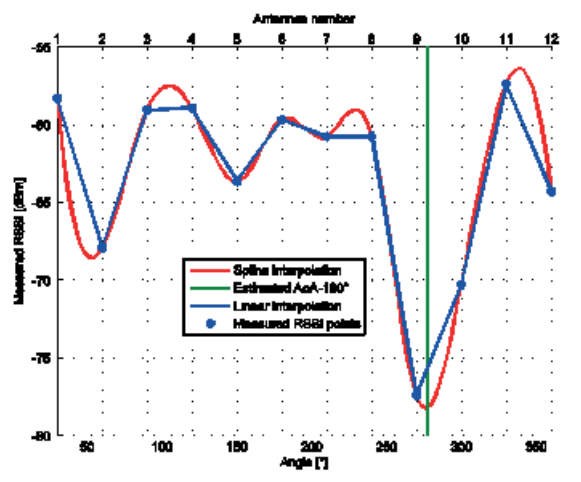 Antennae number
1 2 3 4 5 6 7 8 9 10 11 12
-55
-60
-65
-70
-75
-80
Measured RSSI [dBm]
Spline interpolation
Estimated AoA-180°
Linear interpolation
Measured RSSI points
50 100 150 200 250 300 350
Angle [°]